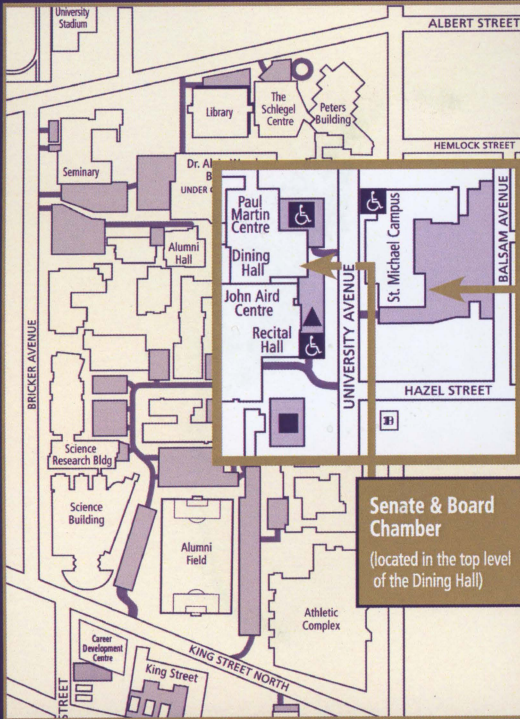 University
Stadium
ALBERT STREET
Library
The
Schlegel
Centre
Peters
Building
HEMLOCK STREET
Seminary
Dr.
UNDER
Alumni
Hall
Paul
Martin
Centre
Dining
Hall
John Aird
Centre
Recital
Hall
UNIVERSITY AVENUE
St. Michael Campus
BALSAM AVENUE
HAZEL STREET
BRICKER AVENUE
Science
Research Bldg
Science
Building
Alumni
Field
Senate & Board
Chamber
(located in the top level
of the Dining Hall)
Athletic
Complex
KING STREET NORTH
Career
Development
Centre
King Street
STREET